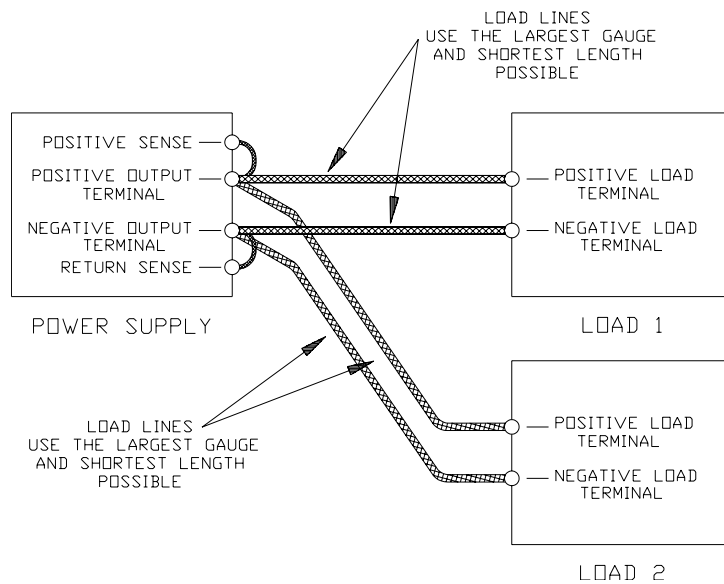 LOAD LINES
USE THE LARGEST GAUGE
AND SHORTEST LENGTH
POSSIBLE
POSITIVE SENSE
POSITIVE OUTPUT
TERMINAL
NEGATIVE OUTPUT
TERMINAL
RETURN SENSE
POWER SUPPLY
POSITIVE LOAD
TERMINAL
NEGATIVE LOAD
TERMINAL
LOAD 1
LOAD LINES
USE THE LARGEST GAUGE
AND SHORTEST LENGTH
POSSIBLE
POSITIVE LOAD
TERMINAL
NEGATIVE LOAD
TERMINAL
LOAD 2